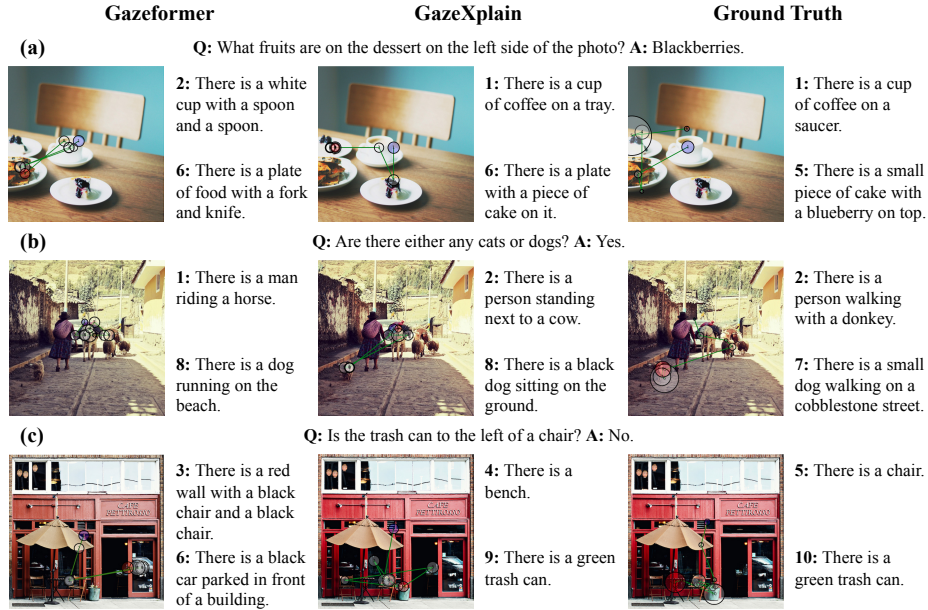 Gazeformer
GazeXplain
Ground Truth
(a)
Q: What fruits are on the dessert on the left side of the photo? A: Blackberries.
2: There is a white
cup with a spoon
and a spoon.
6: There is a plate
of food with a fork
and knife.
1: There is a cup
of coffee on a tray.
6: There is a plate
with a piece of
cake on it.
1: There is a cup
of coffee on a
saucer.
5: There is a small
piece of cake with
a blueberry on top.
(b)
Q: Are there either any cats or dogs? A: Yes.
1: There is a man
riding a horse.
8: There is a dog
running on the
beach.
2: There is a
person standing
next to a cow.
8: There is a black
dog sitting on the
ground.
2: There is a
person walking
with a donkey.
7: There is a small
dog walking on a
cobblestone street.
(c)
Q: Is the trash can to the left of a chair? A: No.
CAFE
PETTIROSSO
3: There is a red
wall with a black
chair and a black
chair.
6: There is a black
car parked in front
of a building.
CAFE
PETTIROSSO
4: There is a
bench.
9: There is a green
trash can.
CAFE
PETTIROSSO
5: There is a chair.
10: There is a
green trash can.